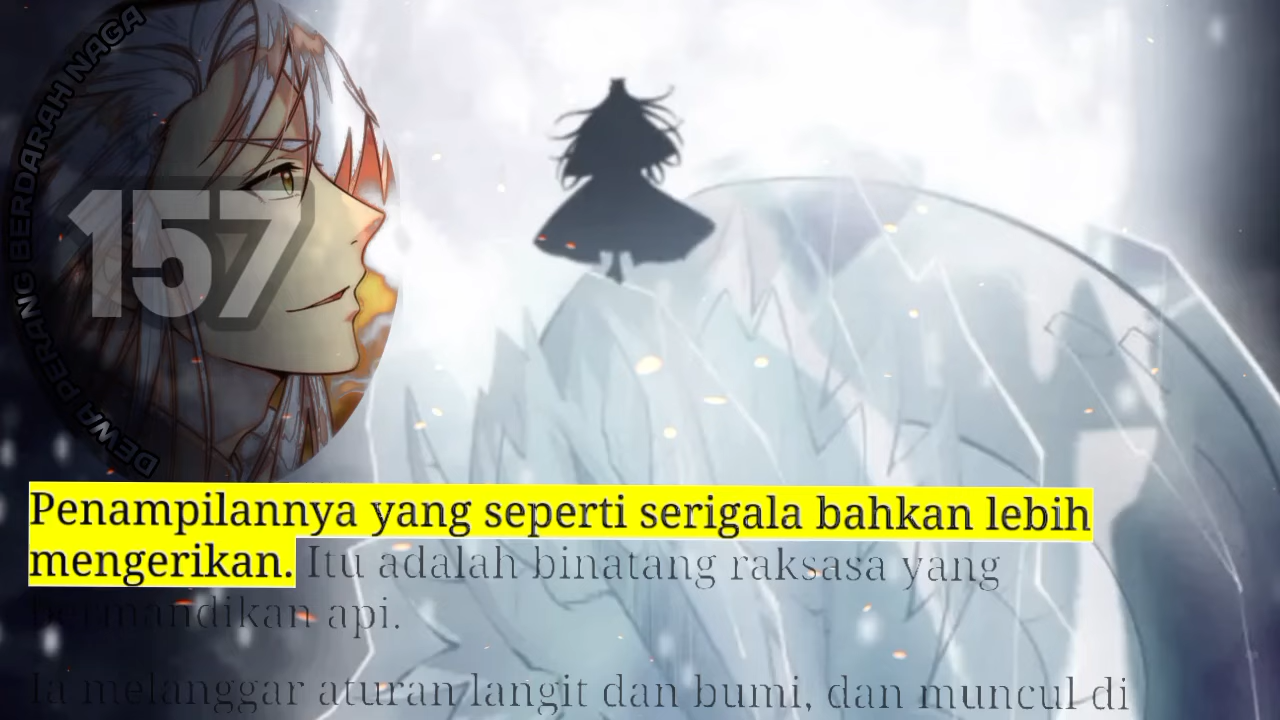 DEWA PERANG BERDARAH NAGA
157
Penampilannya yang seperti serigala bahkan lebih
mengerikan. Itu adalah binatang raksasa yang
bermandikan api.
Ia melanggar aturan langit dan bumi, dan muncul di